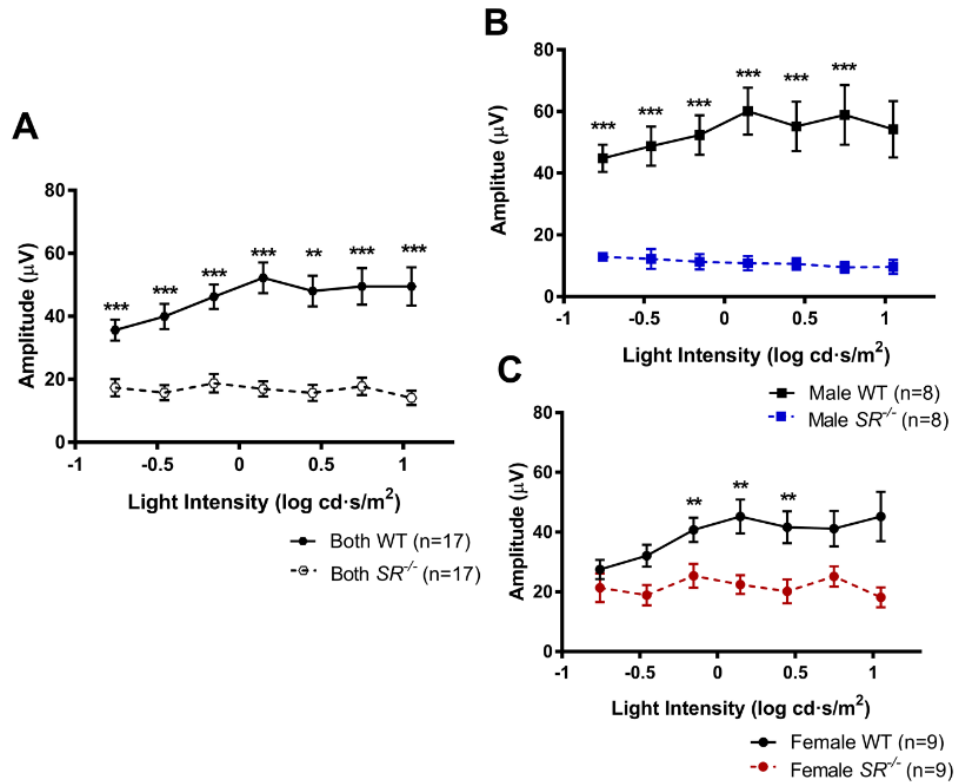 A
Amplitude (μV)
80
60
40
20
0
*** *** *** *** ** *** ***
-1 -0.5 0 0.5 1
Light Intensity (log cd·s/m²)
Both WT (n=17)
Both SR-/- (n=17)
B
Amplitue (μV)
80
60
40
20
0
*** *** *** *** *** ***
-1 -0.5 0 0.5 1
Light Intensity (log cd·s/m²)
Male WT (n=8)
Male SR-/- (n=8)
C
Amplitude (μV)
80
60
40
20
0
** ** **
-1 -0.5 0 0.5 1
Light Intensity (log cd·s/m²)
Female WT (n=9)
Female SR-/- (n=9)